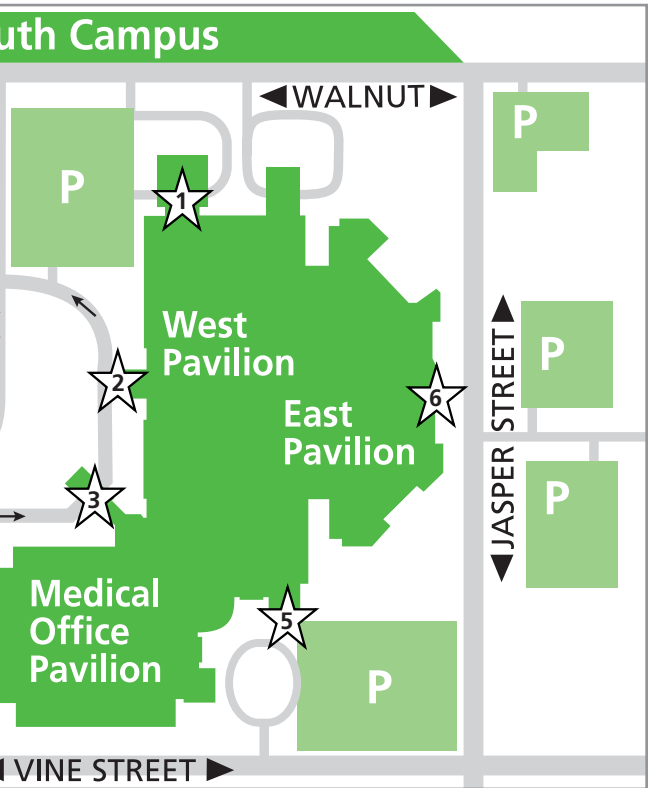 uth Campus
WALNUT
P
P
1
West
Pavilion
2
P
JASPER STREET
6
East
Pavilion
3
P
Medical
Office
Pavilion
5
P
VINE STREET